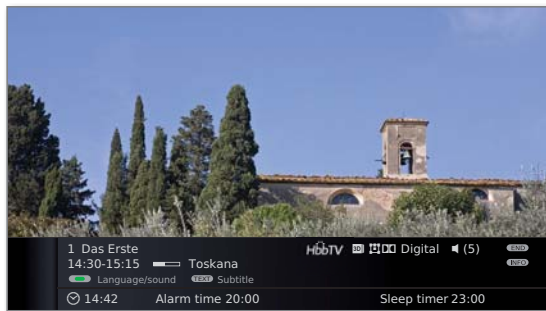 1 Das Erste HbbTV 3D Digital (5) END
14:30-15:15 Toskana INFO
Language/sound TEXT Subtitle
14:42 Alarm time 20:00 Sleep timer 23:00